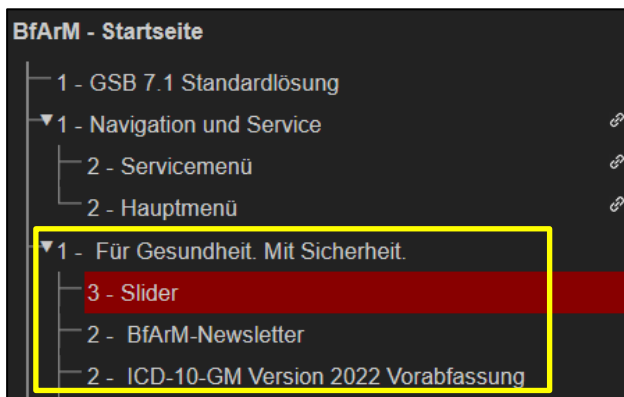 BfArM - Startseite
1 - GSB 7.1 Standardlösung
1 - Navigation und Service
2 - Servicemenü
2 - Hauptmenü
1 - Für Gesundheit. Mit Sicherheit.
3 - Slider
2 - BfArM-Newsletter
2 - ICD-10-GM Version 2022 Vorabfassung